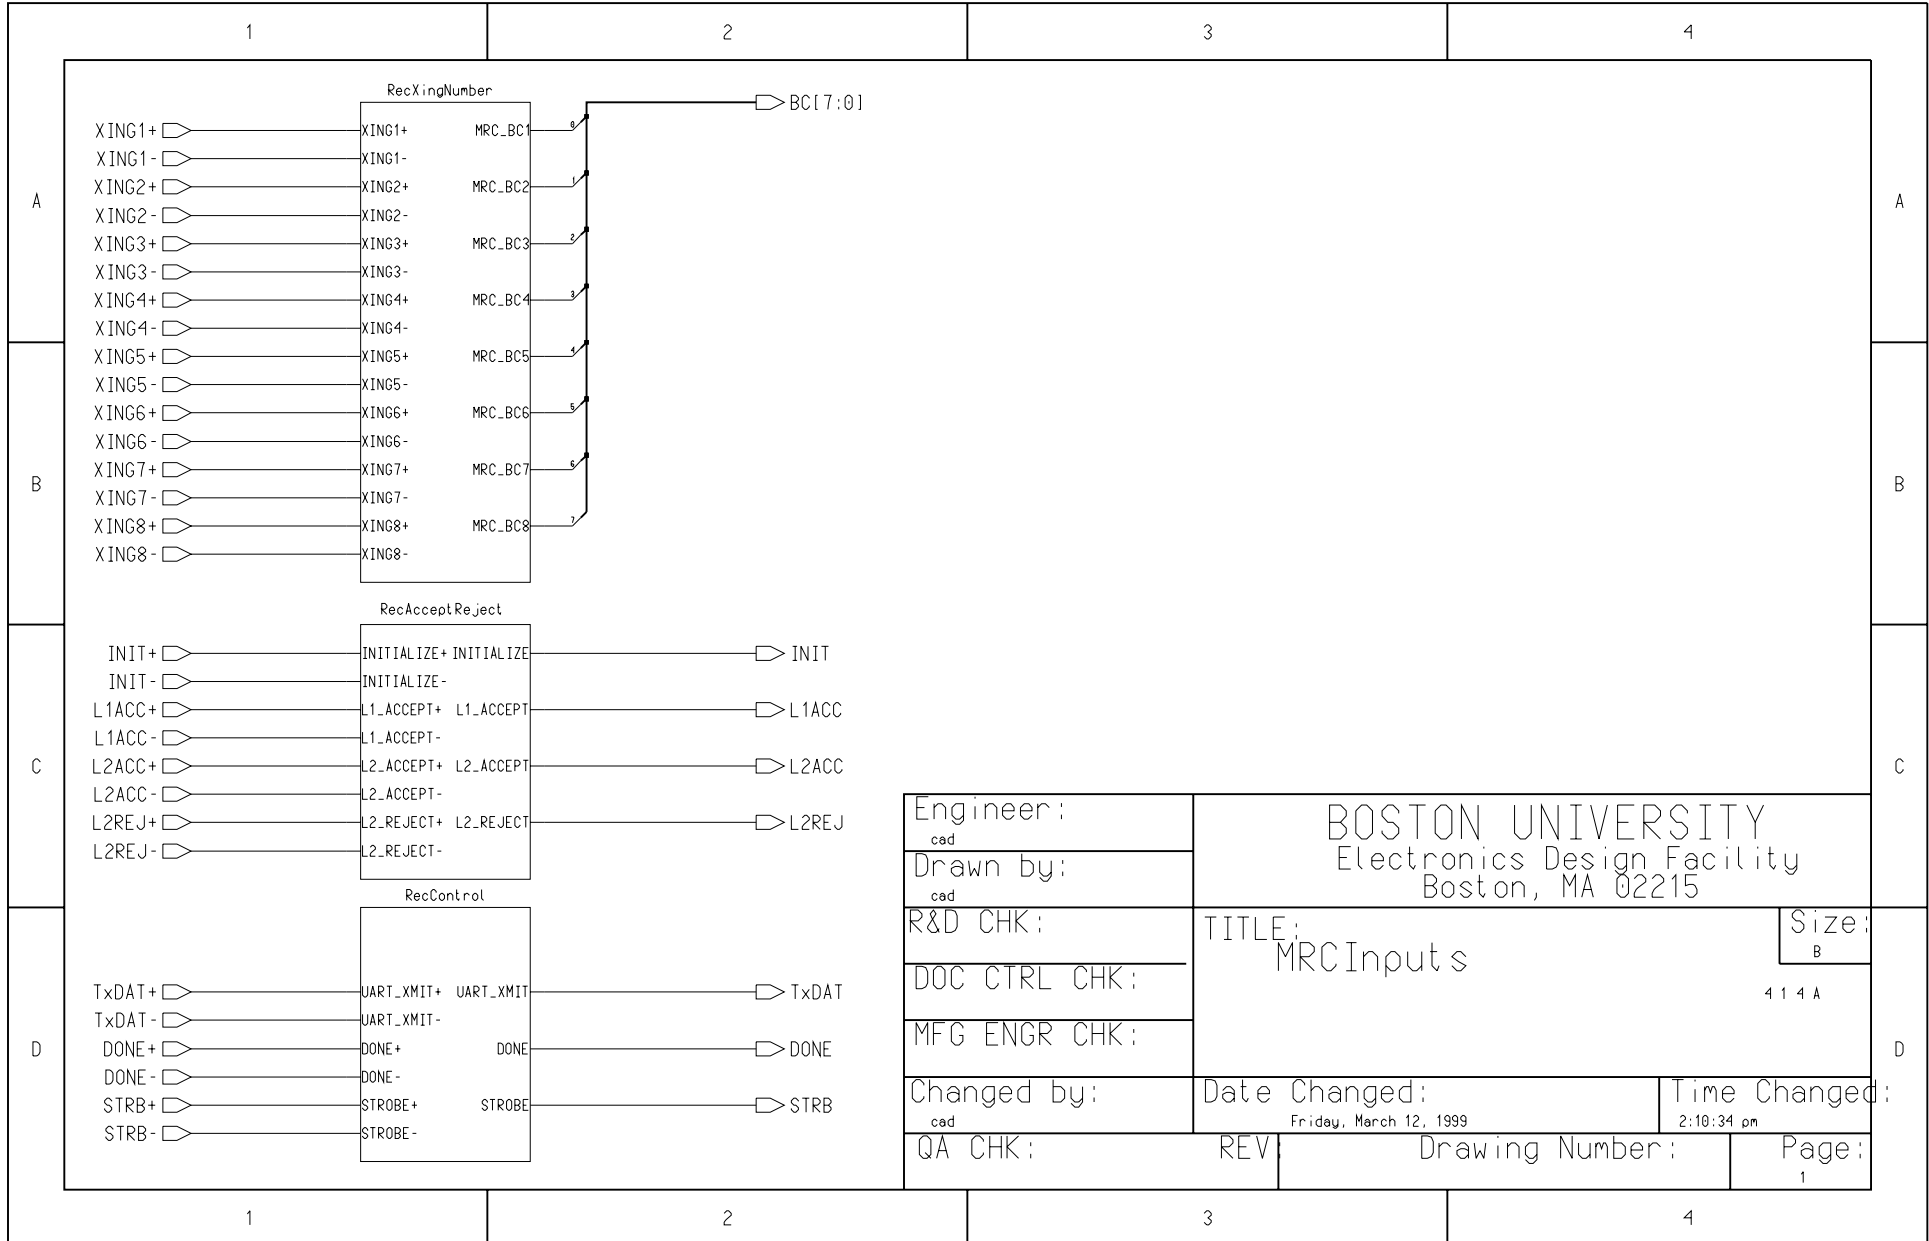 1 2 3 4
RecXingNumber
BC[7:0]
XING1+ XING1+ MRC_BC1 0
XING1- XING1-
XING2+ XING2+ MRC_BC2 1
A A
XING2- XING2-
XING3+ XING3+ MRC_BC3 2
XING3- XING3-
XING4+ XING4+ MRC_BC4 3
XING4- XING4-
XING5+ XING5+ MRC_BC5 4
XING5- XING5-
XING6+ XING6+ MRC_BC6 5
XING6- XING6-
XING7+ XING7+ MRC_BC7 6
B B
XING7- XING7-
XING8+ XING8+ MRC_BC8 7
XING8- XING8-
RecAcceptReject
INIT+ INITIALIZE+ INITIALIZE INIT
INIT- INITIALIZE-
L1ACC+ L1_ACCEPT+ L1_ACCEPT L1ACC
L1ACC- L1_ACCEPT-
C L2ACC+ L2_ACCEPT+ L2_ACCEPT L2ACC C
L2ACC- L2_ACCEPT-
L2REJ+ L2_REJECT+ L2_REJECT L2REJ
L2REJ- L2_REJECT-
RecControl
TxDAT+ UART_XMIT+ UART_XMIT TxDAT
TxDAT- UART_XMIT-
D DONE+ DONE+ DONE DONE D
DONE- DONE-
STRB+ STROBE+ STROBE STRB
STRB- STROBE-
Engineer:
cad
Drawn by:
cad
BOSTON UNIVERSITY
Electronics Design Facility
Boston, MA 02215
R&D CHK:
DOC CTRL CHK:
MFG ENGR CHK:
TITLE:
MRCInputs
Size:
B
414A
Changed by:
cad
Date Changed:
Friday, March 12, 1999
Time Changed:
2:10:34 pm
QA CHK:
REV:
Drawing Number:
Page:
1
1 2 3 4